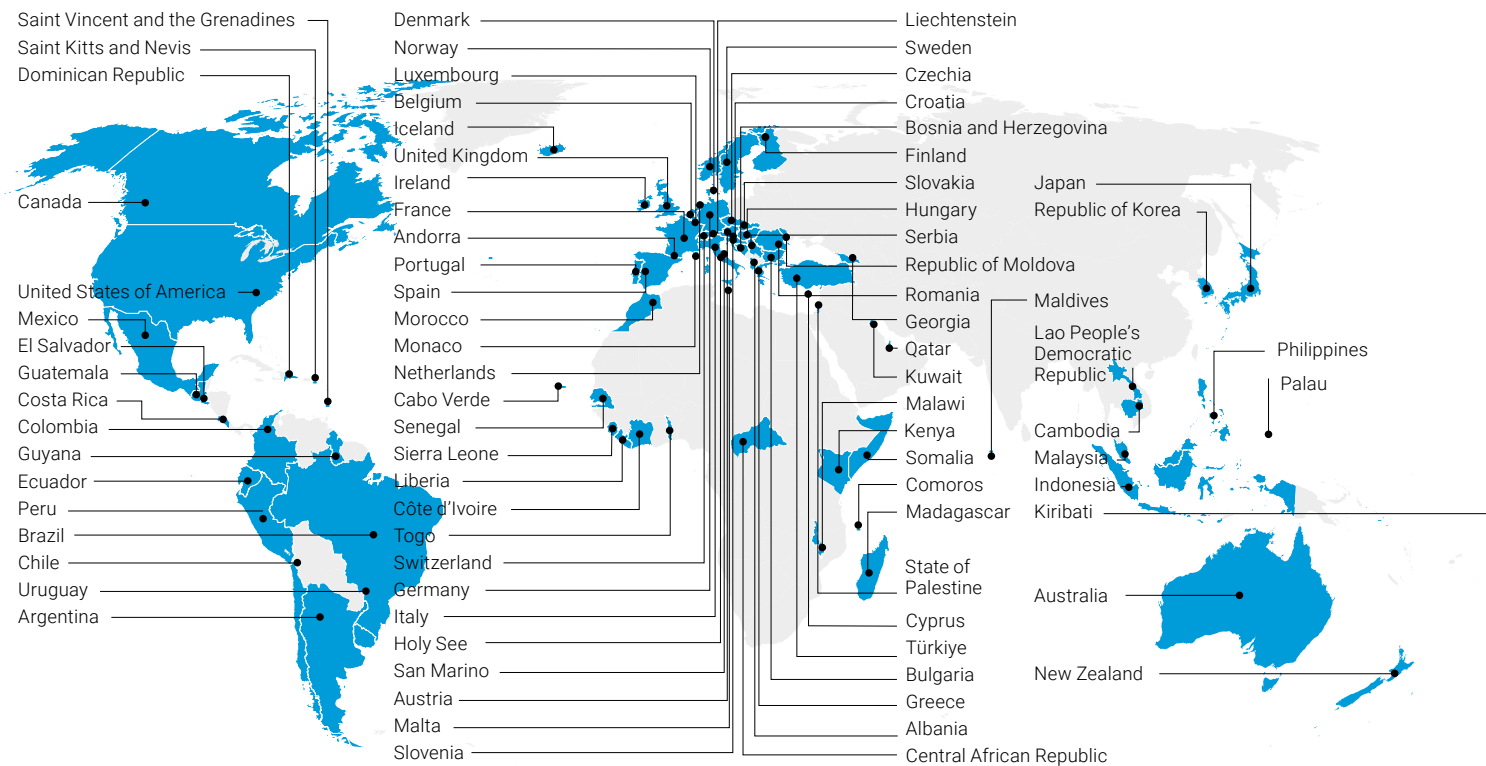 Saint Vincent and the Grenadines
Saint Kitts and Nevis
Dominican Republic
Canada
United States of America
Mexico
El Salvador
Guatemala
Costa Rica
Colombia
Guyana
Ecuador
Peru
Brazil
Chile
Uruguay
Argentina
Denmark
Norway
Luxembourg
Belgium
Iceland
United Kingdom
Ireland
France
Andorra
Portugal
Spain
Morocco
Monaco
Netherlands
Cabo Verde
Senegal
Sierra Leone
Liberia
Côte d’Ivoire
Togo
Switzerland
Germany
Italy
Holy See
San Marino
Austria
Malta
Slovenia
Liechtenstein
Sweden
Czechia
Croatia
Bosnia and Herzegovina
Finland
Slovakia
Hungary
Serbia
Republic of Moldova
Romania
Georgia
Qatar
Kuwait
Malawi
Kenya
Somalia
Comoros
Madagascar
State of
Palestine
Cyprus
Türkiye
Bulgaria
Greece
Albania
Central African Republic
Japan
Republic of Korea
Maldives
Lao People’s
Democratic
Republic
Cambodia
Malaysia
Indonesia
Kiribati
Australia
New Zealand
Philippines
Palau